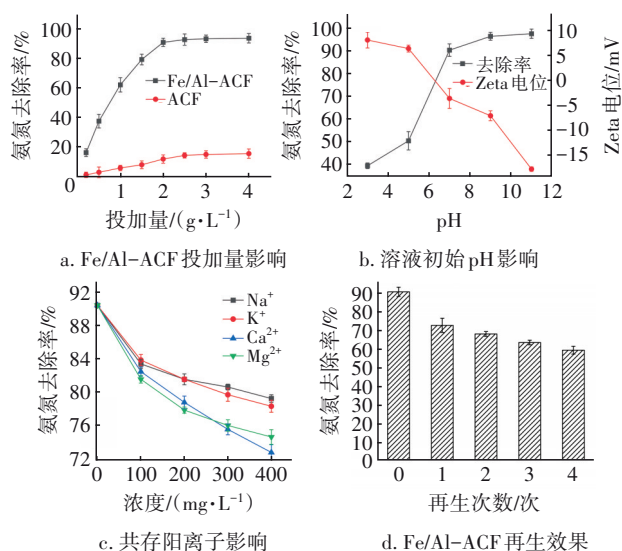 氨氮去除率/%
100
80
60
40
20
0
Fe/Al-ACF
ACF
0 1 2 3 4
投加量/(g·L⁻¹)
a. Fe/Al-ACF 投加量影响
氨氮去除率/%
100
90
80
70
60
50
40
去除率
Zeta 电位
10
5
0
-5
-10
-15
Zeta 电位/mV
2 4 6 8 10 12
pH
b. 溶液初始 pH 影响
氨氮去除率/%
92
88
84
80
76
72
Na⁺
K⁺
Ca²⁺
Mg²⁺
0 100 200 300 400
浓度/(mg·L⁻¹)
c. 共存阳离子影响
氨氮去除率/%
90
80
70
60
50
40
30
20
10
0
0 1 2 3 4
再生次数/次
d. Fe/Al-ACF 再生效果